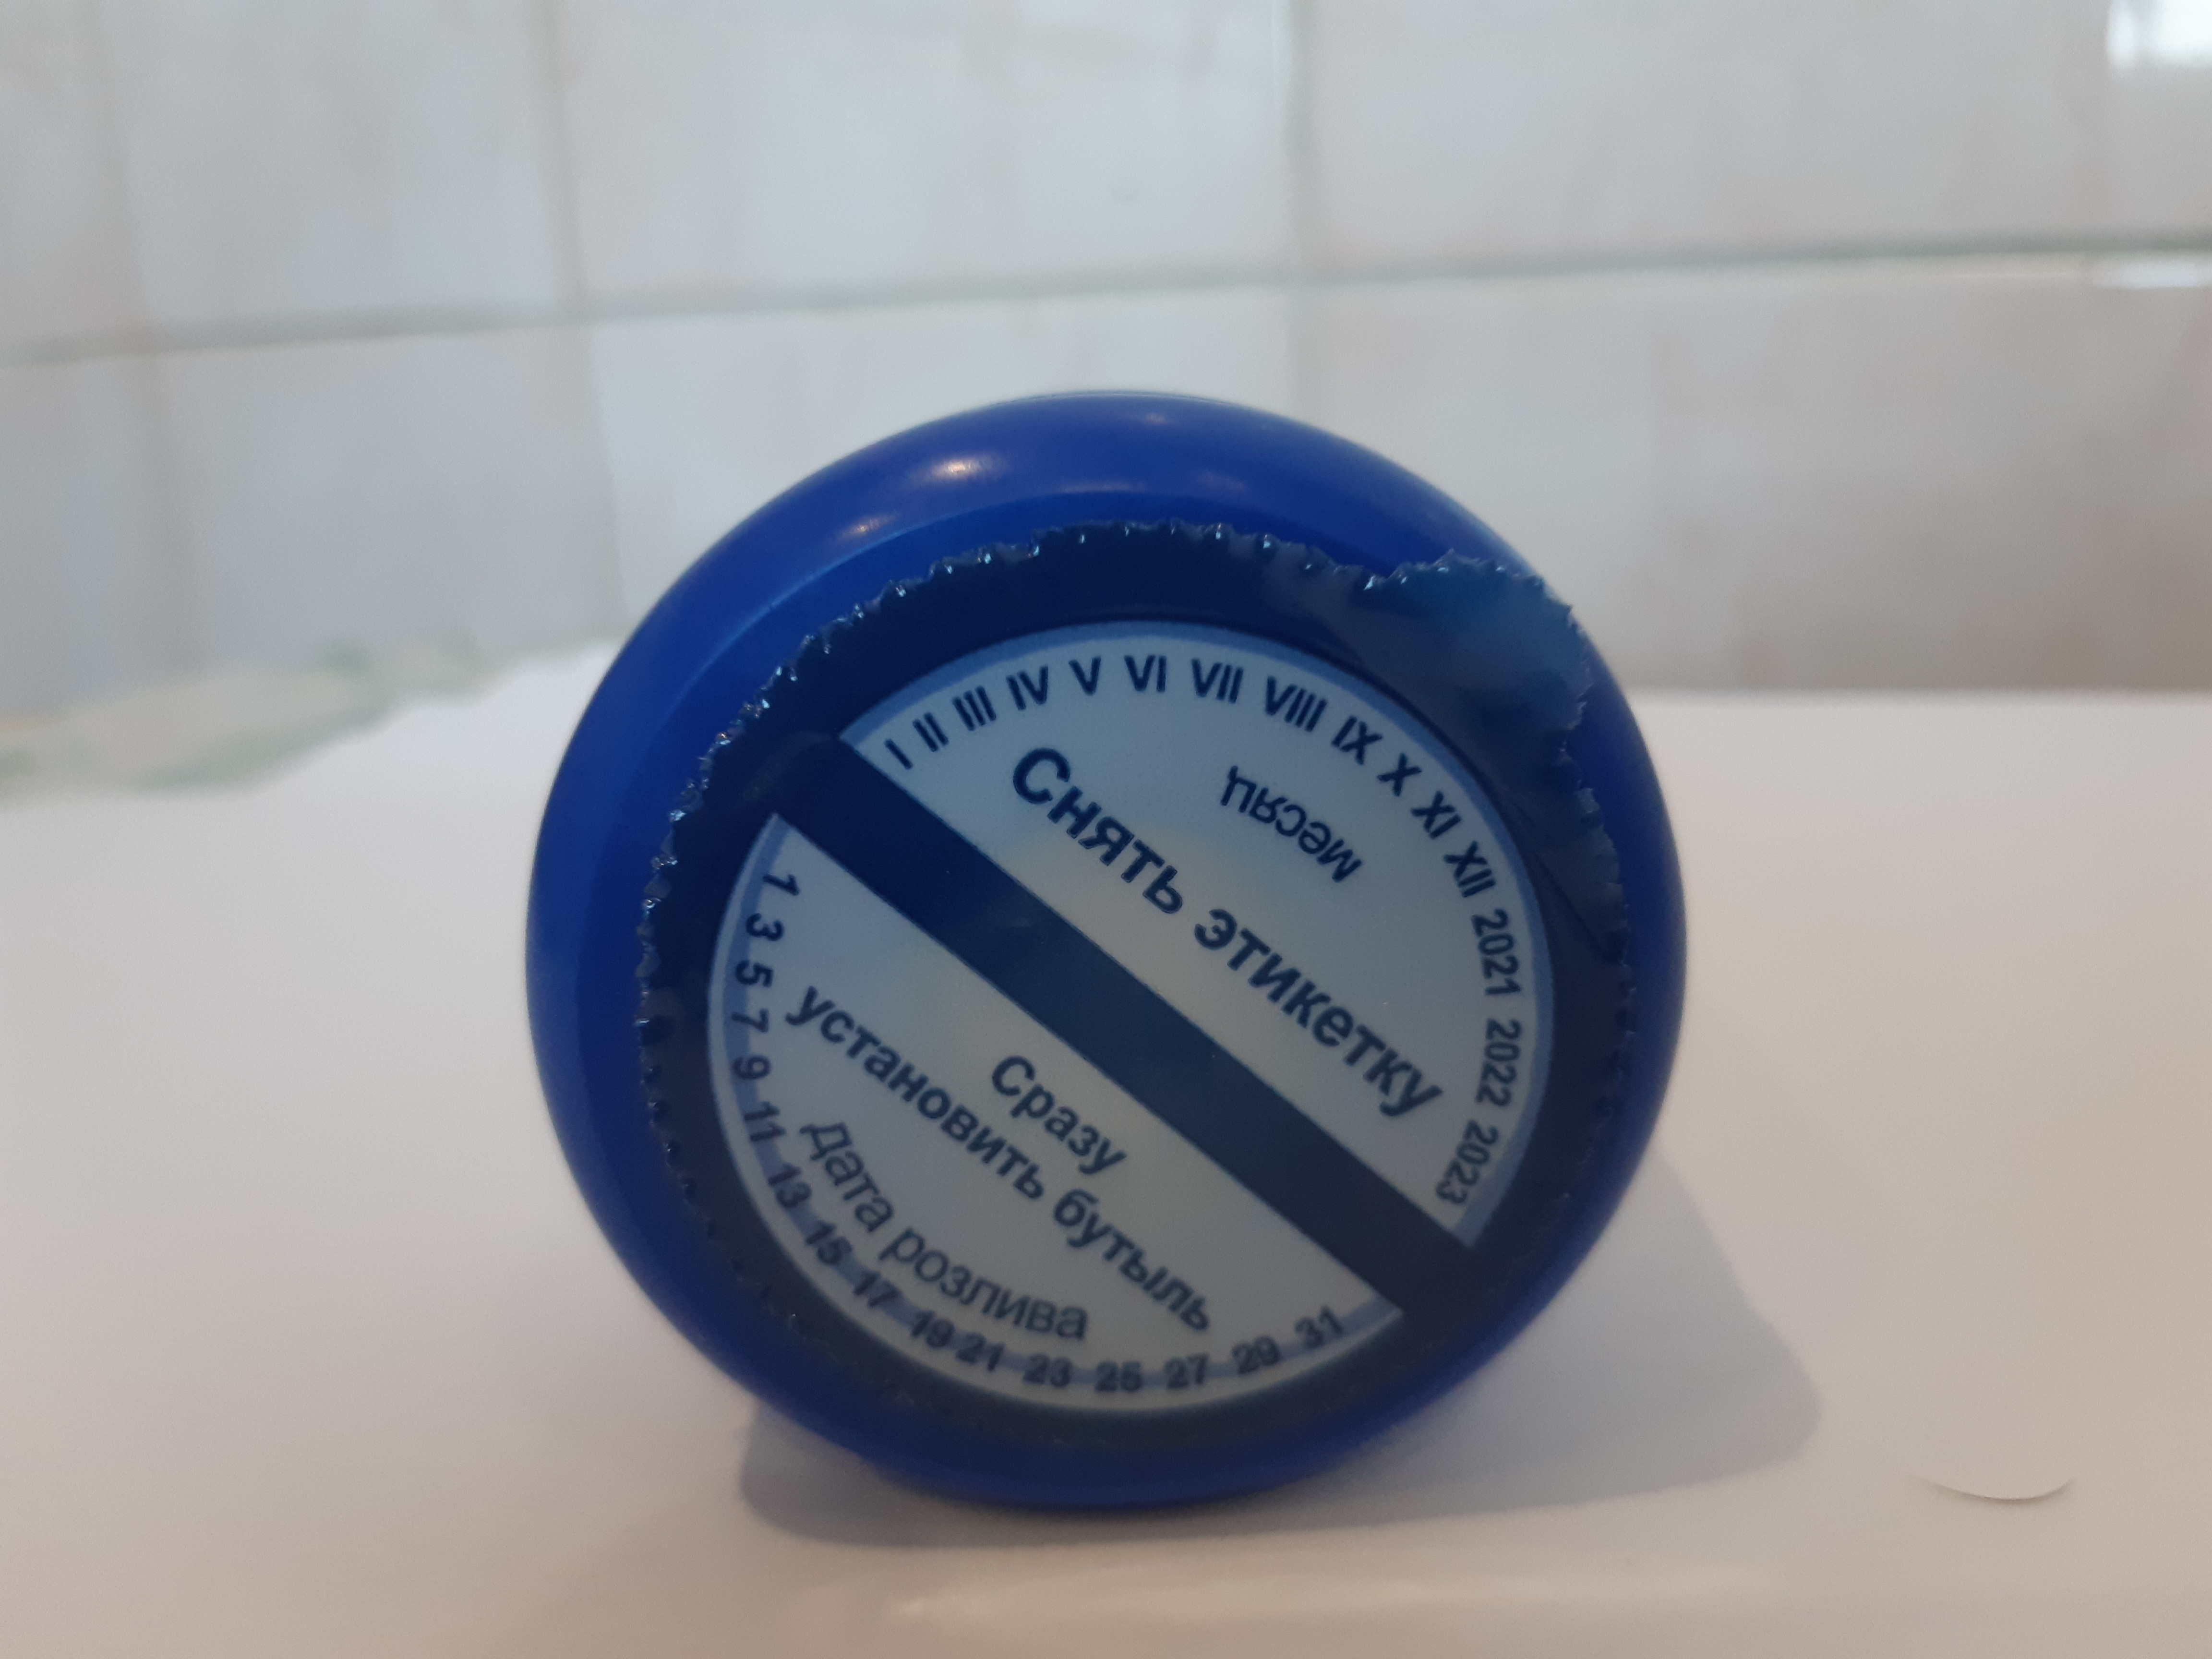 I II III IV V VI VII VIII IX X XI XII 2021 2022 2023
месяц
Снять этикетку
Сразу
установить бутыль
Дата розлива
1 3 5 7 9 11 13 15 17 19 21 23 25 27 29 31